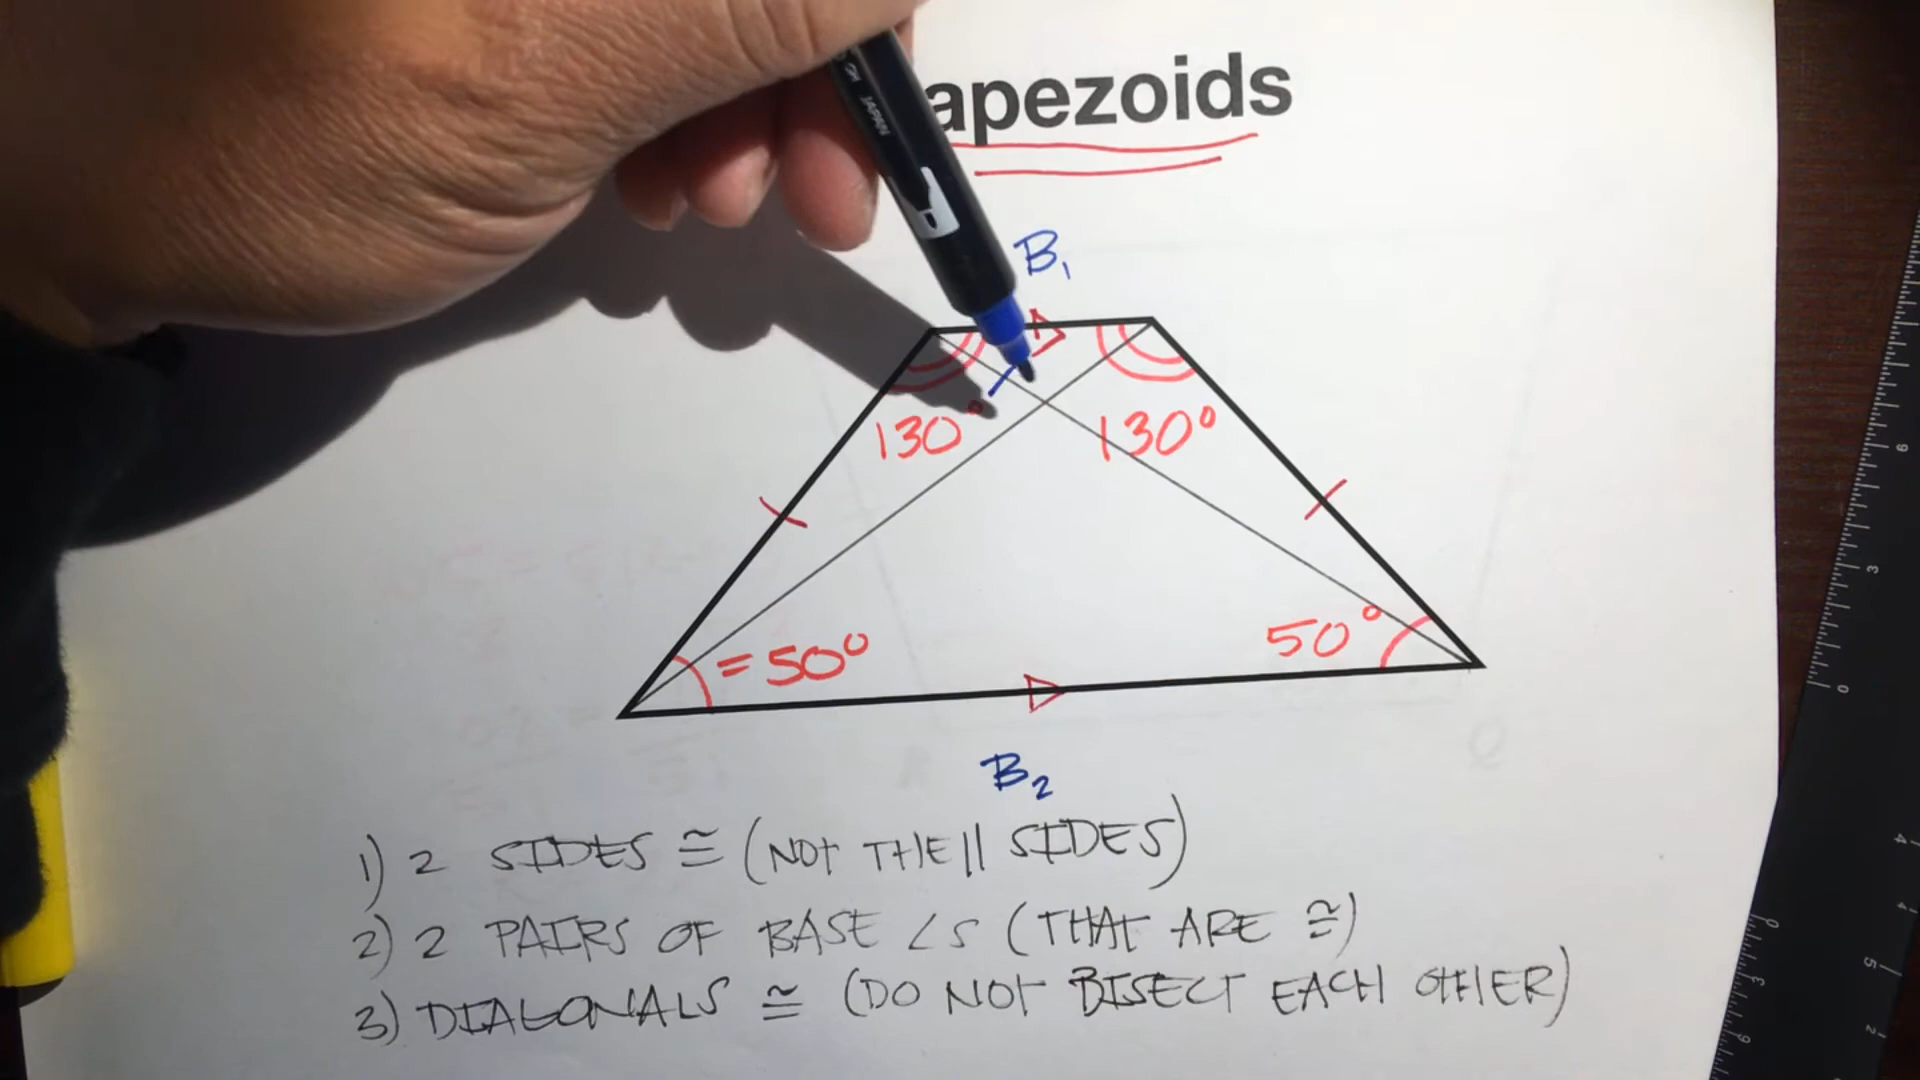 apezoids
B₁
130° 130°
= 50° 50°
B₂
1) 2 SIDES ≅ (NOT THE || SIDES)
2) 2 PAIRS OF BASE ∠S (THAT ARE ≅)
3) DIAGONALS ≅ (DO NOT BISECT EACH OTHER)
JAPAN